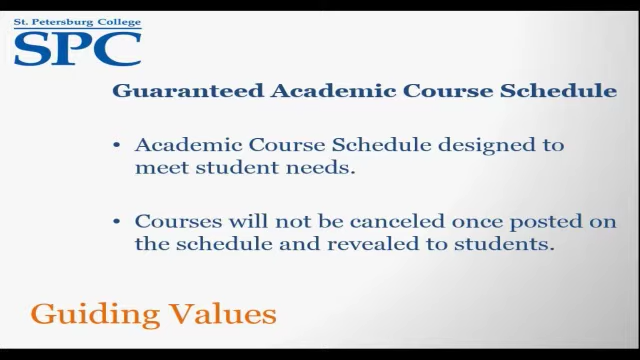 St. Petersburg College
SPC
Guaranteed Academic Course Schedule
• Academic Course Schedule designed to
meet student needs.
• Courses will not be canceled once posted on
the schedule and revealed to students.
Guiding Values